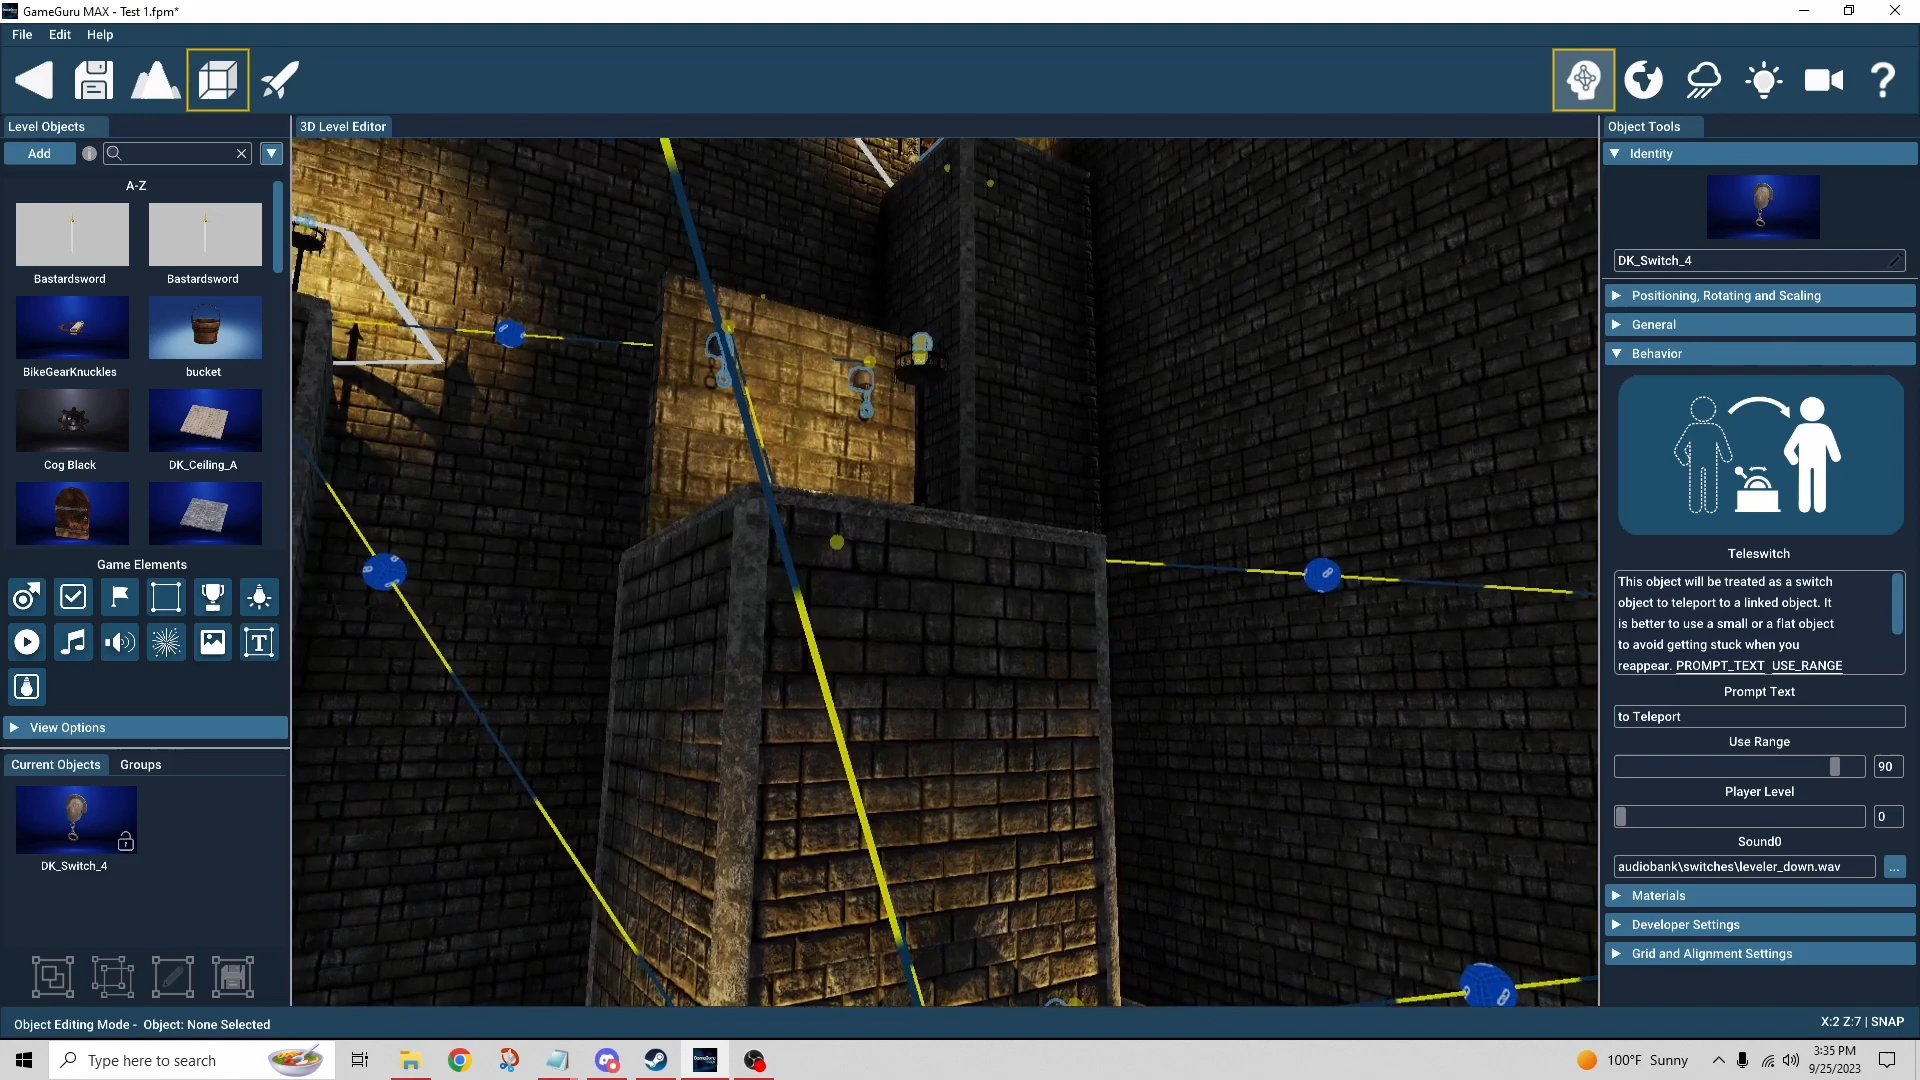 GameGuru MAX - Test 1.fpm*
File Edit Help
Level Objects
3D Level Editor
Object Tools
Add
Identity
A-Z
Bastardsword Bastardsword
BikeGearKnuckles bucket
Cog Black DK_Ceiling_A
Game Elements
View Options
Current Objects Groups
DK_Switch_4
DK_Switch_4
Positioning, Rotating and Scaling
General
Behavior
Teleswitch
This object will be treated as a switch
object to teleport to a linked object. It
is better to use a small or a flat object
to avoid getting stuck when you
reappear. PROMPT_TEXT USE_RANGE
Prompt Text
to Teleport
Use Range
90
Player Level
0
Sound0
audiobank\switches\leveler_down.wav
...
Materials
Developer Settings
Grid and Alignment Settings
Object Editing Mode - Object: None Selected
X:2 Z:7 | SNAP
Type here to search
100°F Sunny
3:35 PM
9/25/2023